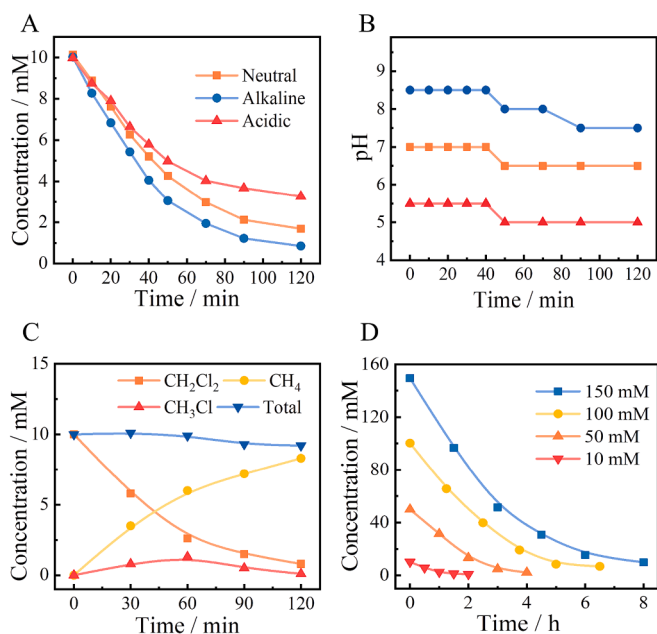 A
Concentration / mM
10
8
6
4
2
0
Neutral
Alkaline
Acidic
0 20 40 60 80 100 120
Time / min
B
pH
9
8
7
6
5
4
0 20 40 60 80 100 120
Time / min
C
Concentration / mM
15
10
5
0
CH₂Cl₂ CH₄
CH₃Cl Total
0 30 60 90 120
Time / min
D
Concentration / mM
160
120
80
40
0
150 mM
100 mM
50 mM
10 mM
0 2 4 6 8
Time / h